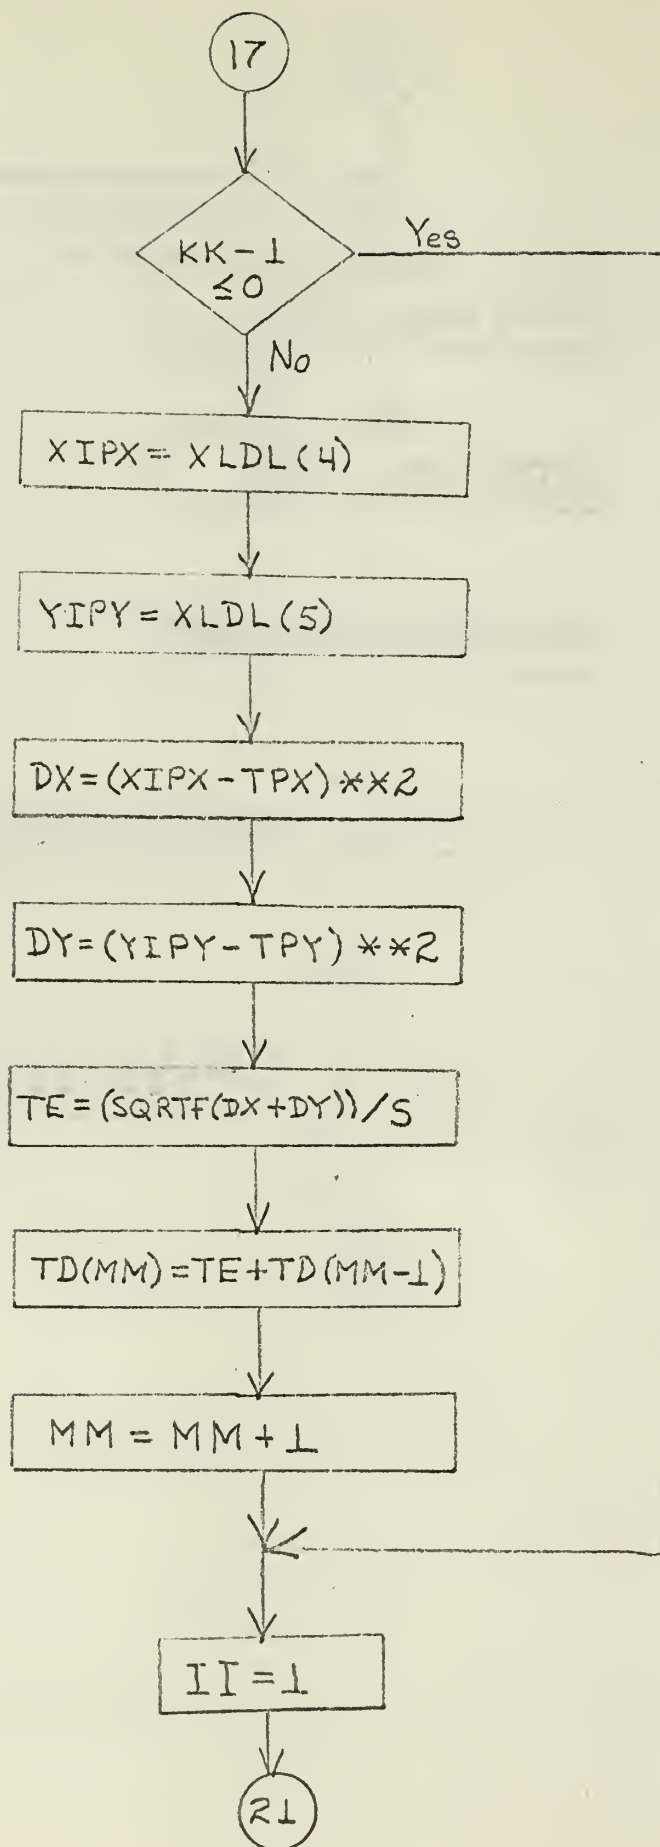 17
KK-1
≤0
Yes
No
XIPX = XLDL(4)
YIPY = XLDL(5)
DX=(XIPX-TPX)**2
DY=(YIPY-TPY)**2
TE=(SQRTF(DX+DY))/S
TD(MM)=TE+TD(MM-1)
MM = MM+1
II=1
21